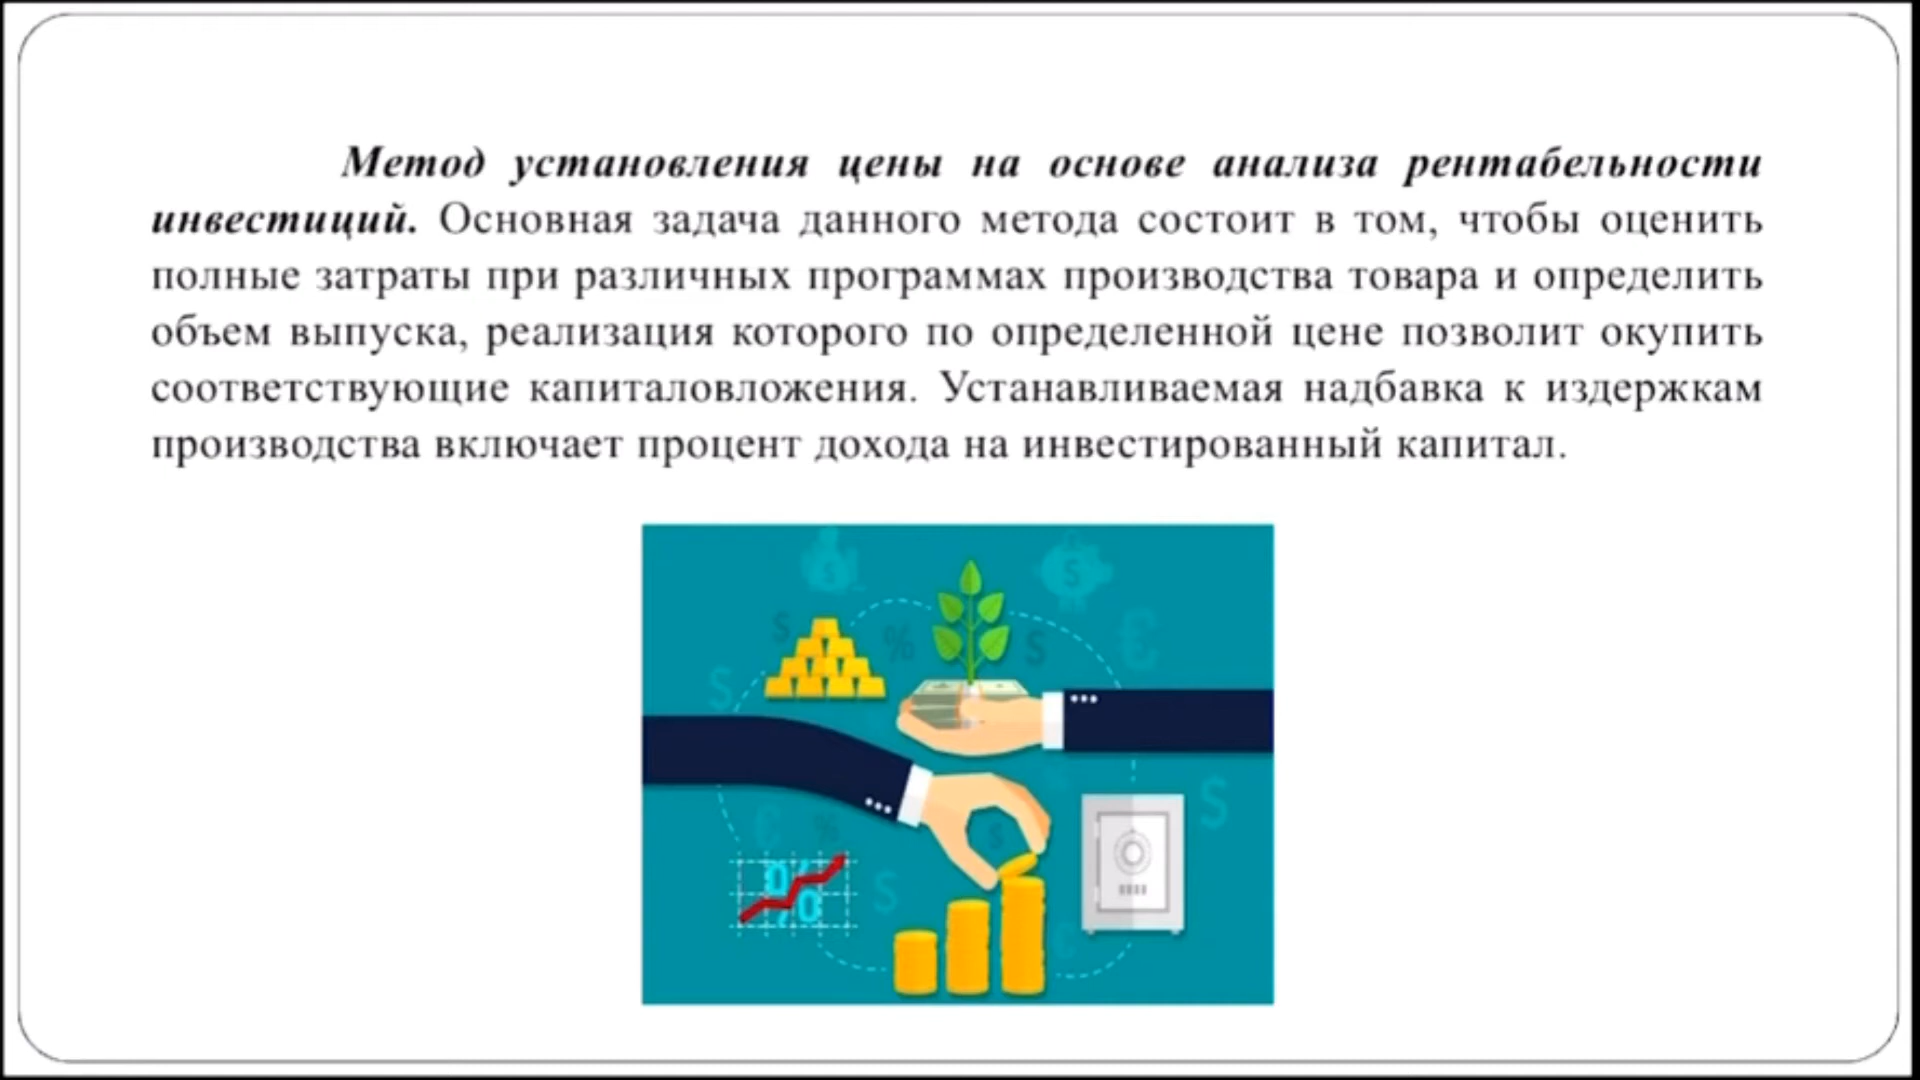 Метод установления цены на основе анализа рентабельности
инвестиций. Основная задача данного метода состоит в том, чтобы оценить
полные затраты при различных программах производства товара и определить
объем выпуска, реализация которого по определенной цене позволит окупить
соответствующие капиталовложения. Устанавливаемая надбавка к издержкам
производства включает процент дохода на инвестированный капитал.